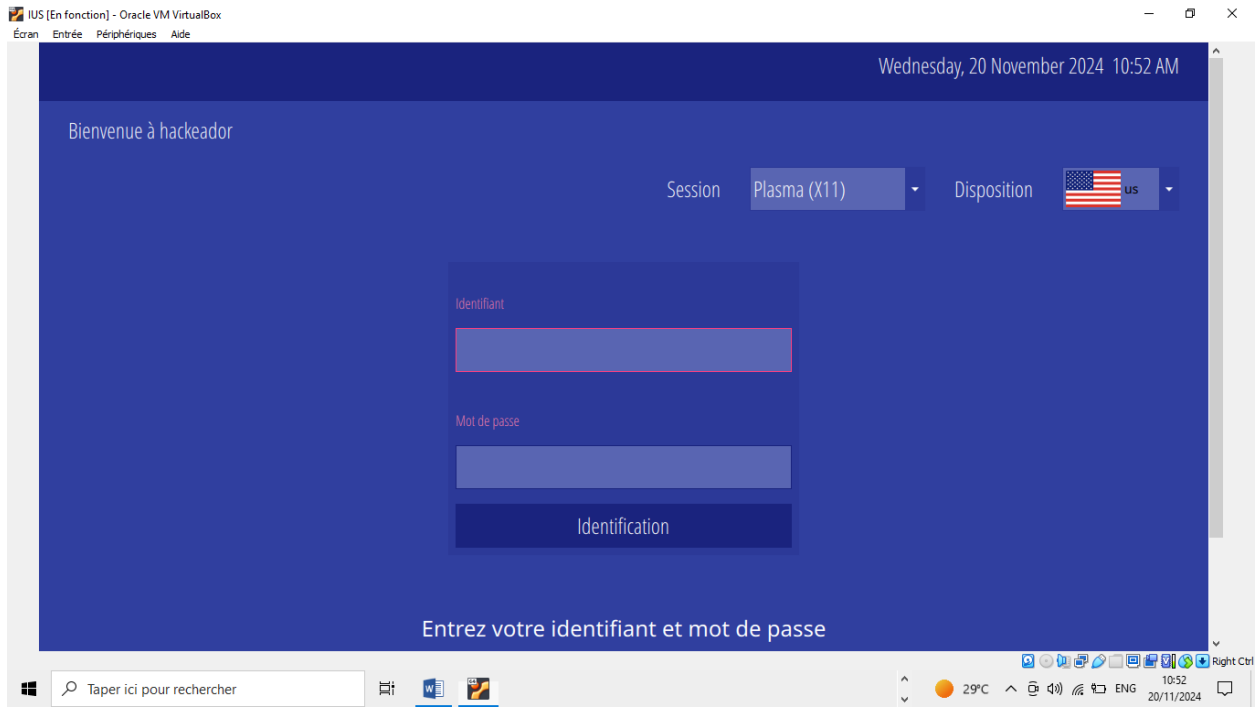 IUS [En fonction] - Oracle VM VirtualBox
Écran Entrée Périphériques Aide
Wednesday, 20 November 2024 10:52 AM
Bienvenue à hackeador
Session Plasma (X11) Disposition us
Identifiant
Mot de passe
Identification
Entrez votre identifiant et mot de passe
Right Ctrl
Taper ici pour rechercher
29°C ENG 10:52
20/11/2024